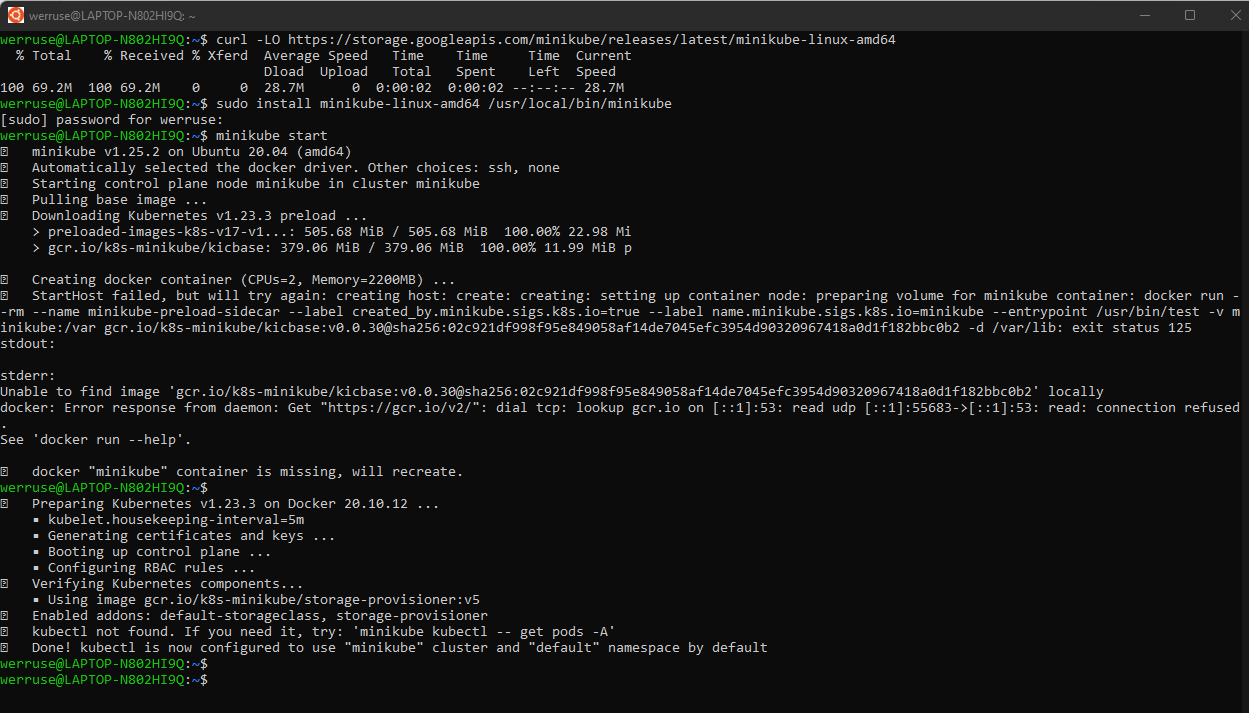 werruse@LAPTOP-N802HI9Q: ~
werruse@LAPTOP-N802HI9Q:~$ curl -LO https://storage.googleapis.com/minikube/releases/latest/minikube-linux-amd64
  % Total    % Received % Xferd  Average Speed   Time    Time     Time  Current
                                 Dload  Upload   Total   Spent    Left  Speed
100 69.2M  100 69.2M    0     0  28.7M      0  0:00:02  0:00:02 --:--:-- 28.7M
werruse@LAPTOP-N802HI9Q:~$ sudo install minikube-linux-amd64 /usr/local/bin/minikube
[sudo] password for werruse:
werruse@LAPTOP-N802HI9Q:~$ minikube start
minikube v1.25.2 on Ubuntu 20.04 (amd64)
Automatically selected the docker driver. Other choices: ssh, none
Starting control plane node minikube in cluster minikube
Pulling base image ...
Downloading Kubernetes v1.23.3 preload ...
> preloaded-images-k8s-v17-v1...: 505.68 MiB / 505.68 MiB  100.00% 22.98 Mi
> gcr.io/k8s-minikube/kicbase: 379.06 MiB / 379.06 MiB  100.00% 11.99 MiB p
Creating docker container (CPUs=2, Memory=2200MB) ...
StartHost failed, but will try again: creating host: create: creating: setting up container node: preparing volume for minikube container: docker run -
-rm --name minikube-preload-sidecar --label created_by.minikube.sigs.k8s.io=true --label name.minikube.sigs.k8s.io=minikube --entrypoint /usr/bin/test -v m
inikube:/var gcr.io/k8s-minikube/kicbase:v0.0.30@sha256:02c921df998f95e849058af14de7045efc3954d90320967418a0d1f182bbc0b2 -d /var/lib: exit status 125
stdout:
stderr:
Unable to find image 'gcr.io/k8s-minikube/kicbase:v0.0.30@sha256:02c921df998f95e849058af14de7045efc3954d90320967418a0d1f182bbc0b2' locally
docker: Error response from daemon: Get "https://gcr.io/v2/": dial tcp: lookup gcr.io on [::1]:53: read udp [::1]:55683->[::1]:53: read: connection refused
.
See 'docker run --help'.
docker "minikube" container is missing, will recreate.
werruse@LAPTOP-N802HI9Q:~$
Preparing Kubernetes v1.23.3 on Docker 20.10.12 ...
▪ kubelet.housekeeping-interval=5m
▪ Generating certificates and keys ...
▪ Booting up control plane ...
▪ Configuring RBAC rules ...
Verifying Kubernetes components...
▪ Using image gcr.io/k8s-minikube/storage-provisioner:v5
Enabled addons: default-storageclass, storage-provisioner
kubectl not found. If you need it, try: 'minikube kubectl -- get pods -A'
Done! kubectl is now configured to use "minikube" cluster and "default" namespace by default
werruse@LAPTOP-N802HI9Q:~$
werruse@LAPTOP-N802HI9Q:~$